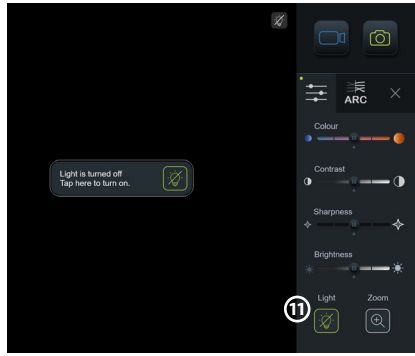 ARC
Colour
Light is turned off
Tap here to turn on.
Contrast
Sharpness
Brightness
Light Zoom
11